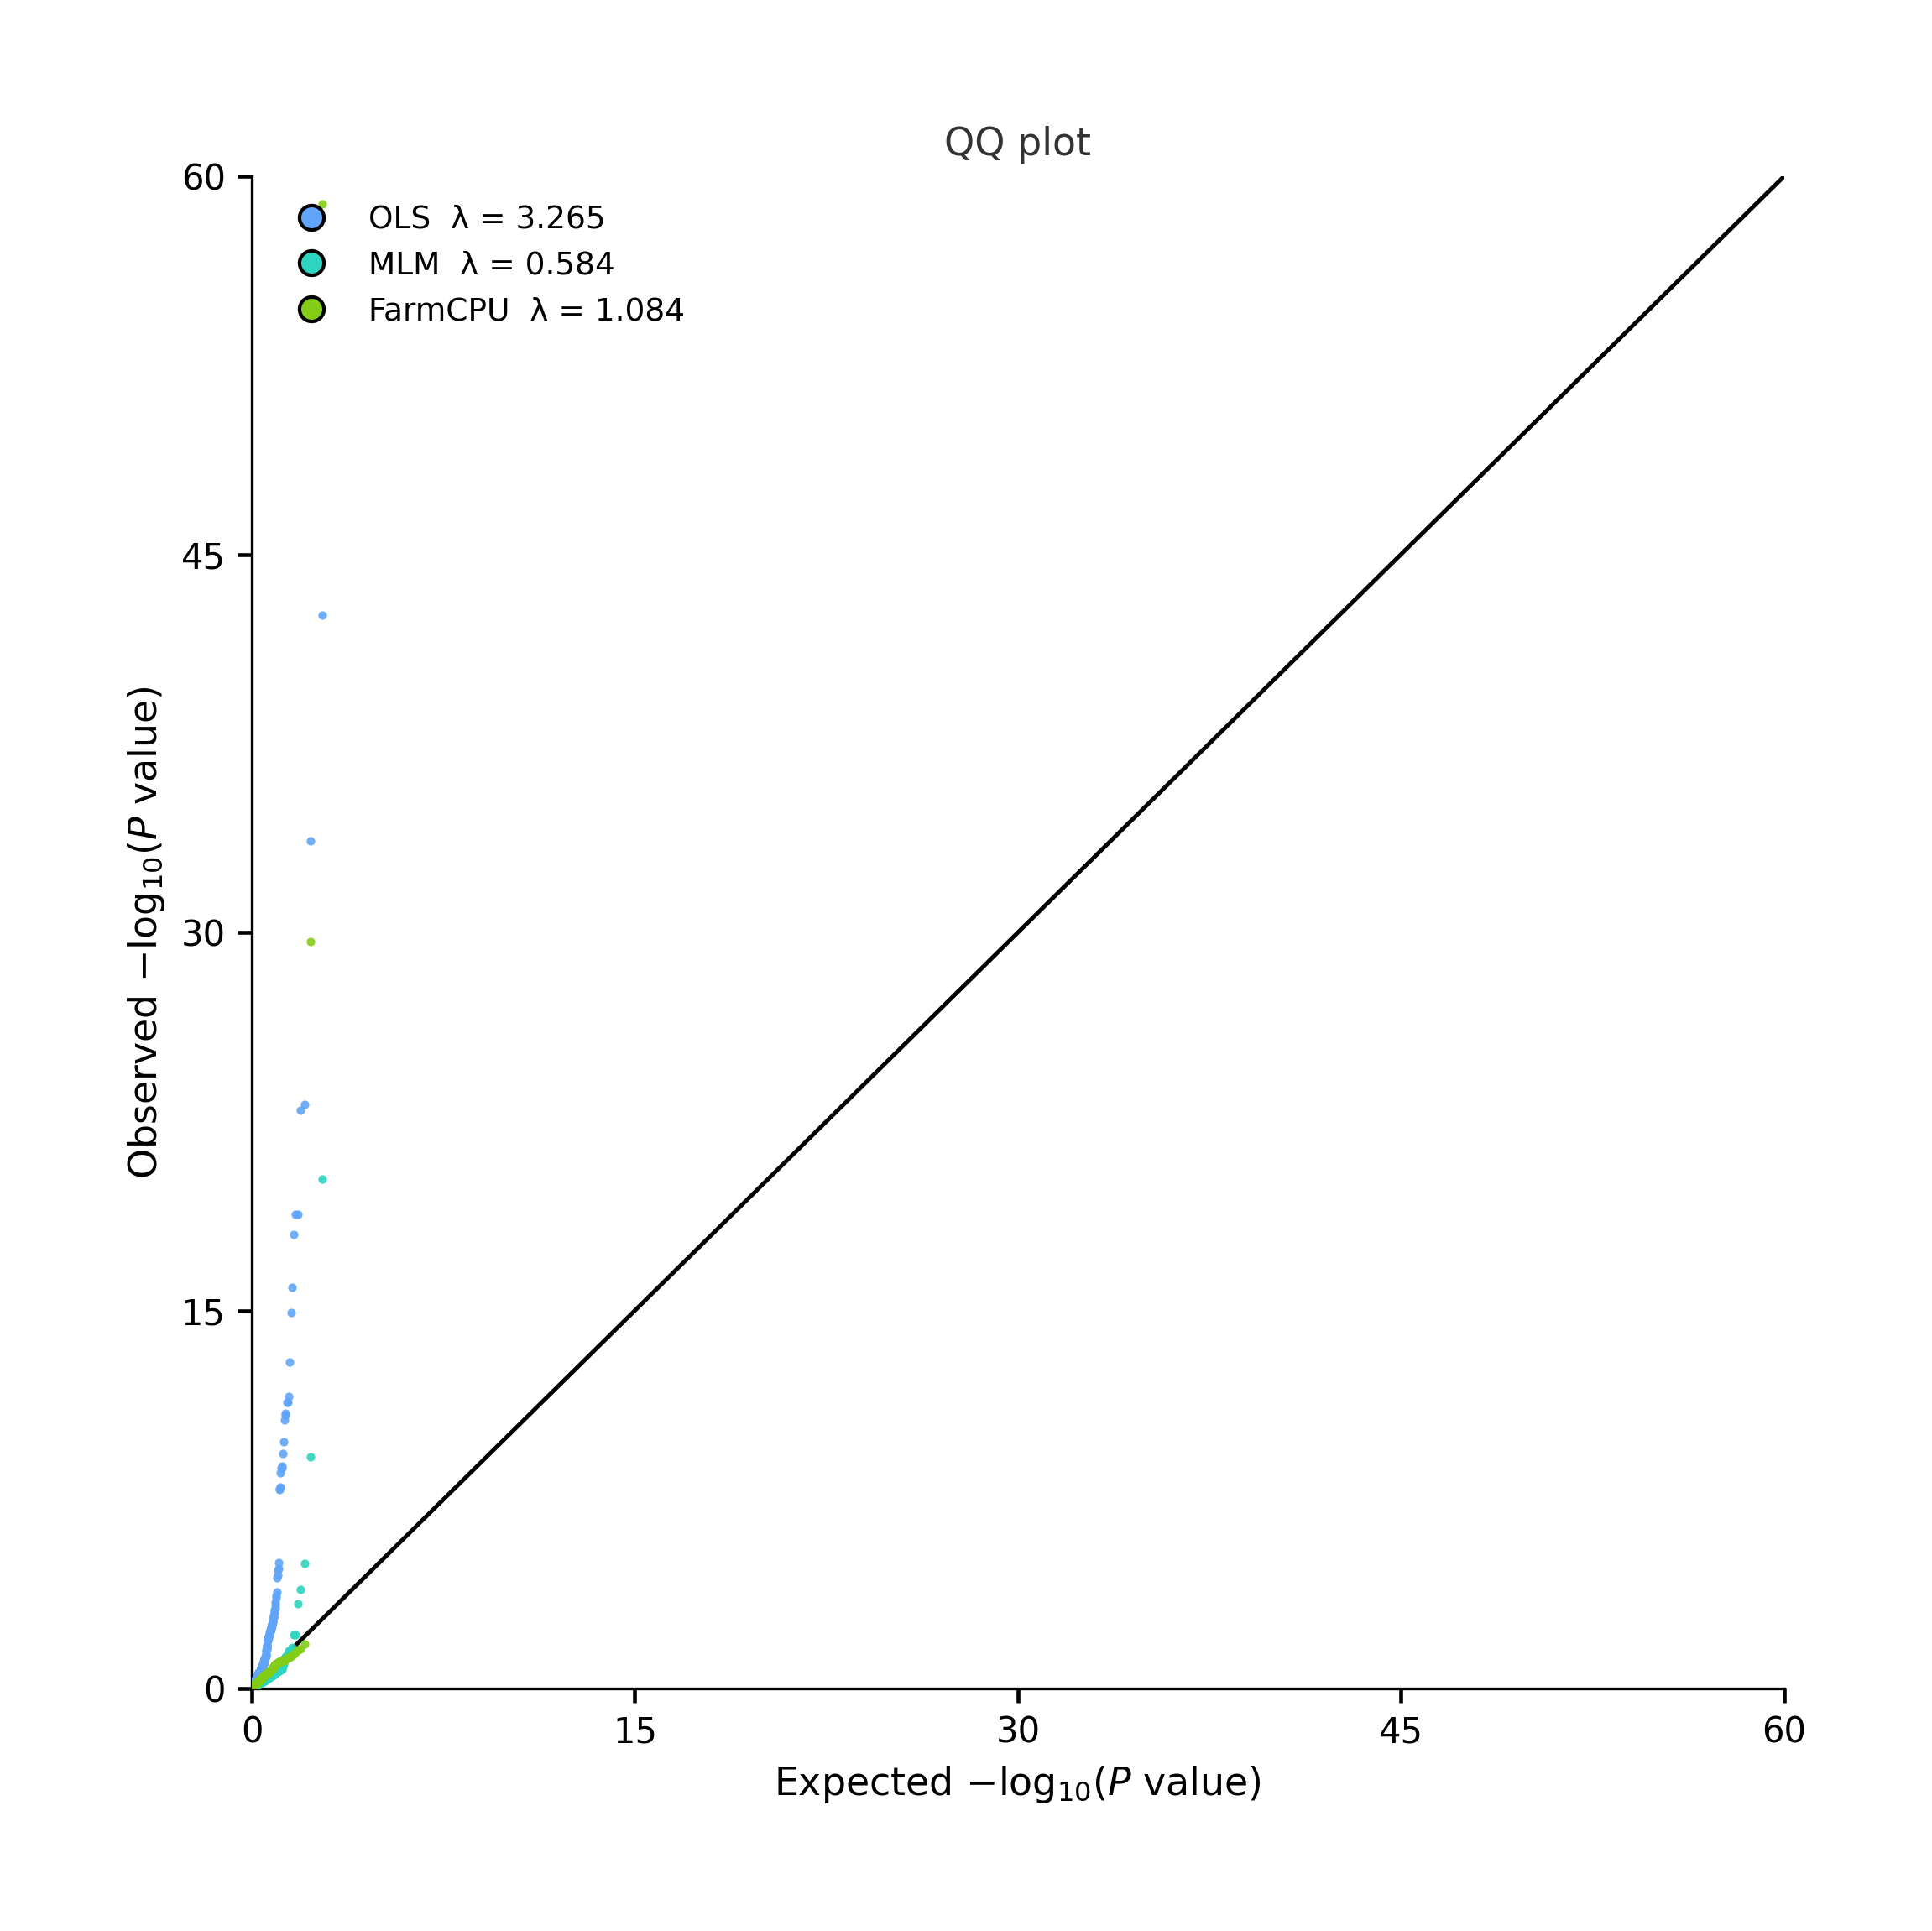 QQ plot
60
OLS λ = 3.265
MLM λ = 0.584
FarmCPU λ = 1.084
45
30
15
0
Observed −log₁₀(P value)
0 15 30 45 60
Expected −log₁₀(P value)